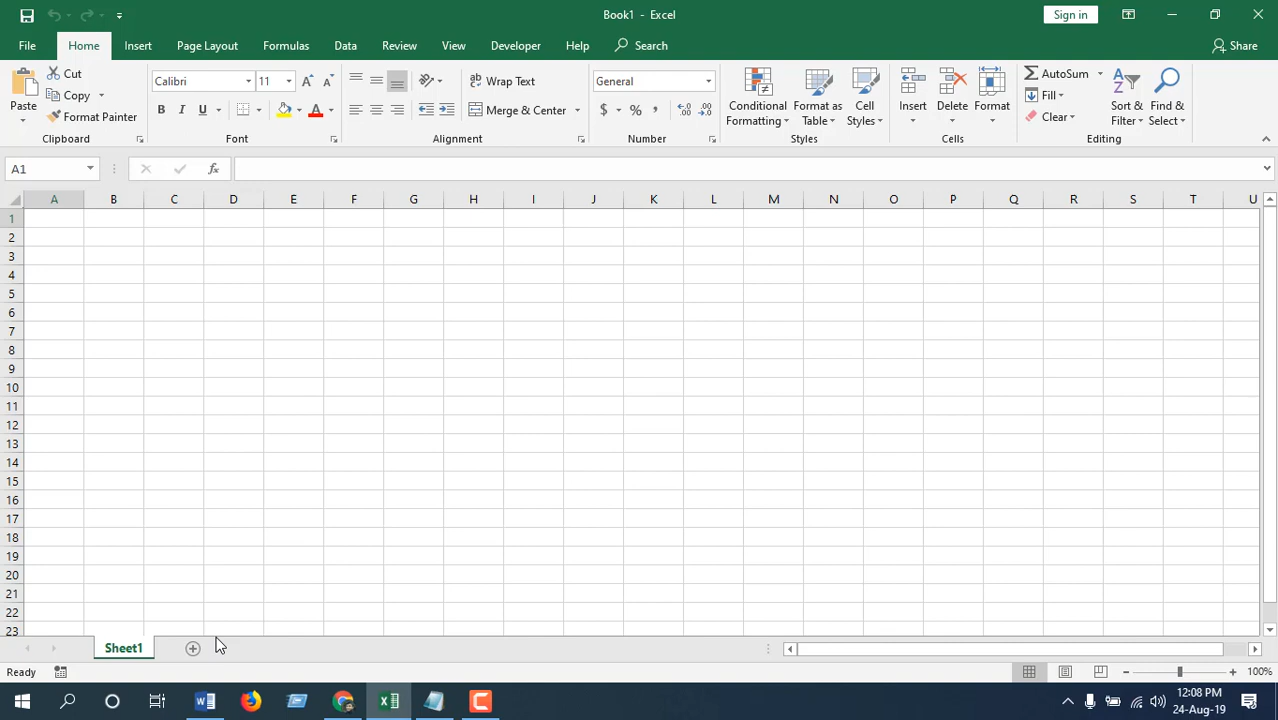 Book1 - Excel
Sign in
File Home Insert Page Layout Formulas Data Review View Developer Help Search Share
Paste
Cut
Copy
Format Painter
Clipboard
Calibri 11
B I U A
Font
Wrap Text
Merge & Center
Alignment
General
$ % ,
Number
Conditional Formatting
Format as Table
Cell Styles
Styles
Insert Delete Format
Cells
AutoSum
Fill
Clear
Sort & Filter
Find & Select
Editing
A1 fx
A B C D E F G H I J K L M N O P Q R S T U
1
2
3
4
5
6
7
8
9
10
11
12
13
14
15
16
17
18
19
20
21
22
23
Sheet1
Ready 100%
12:08 PM
24-Aug-19